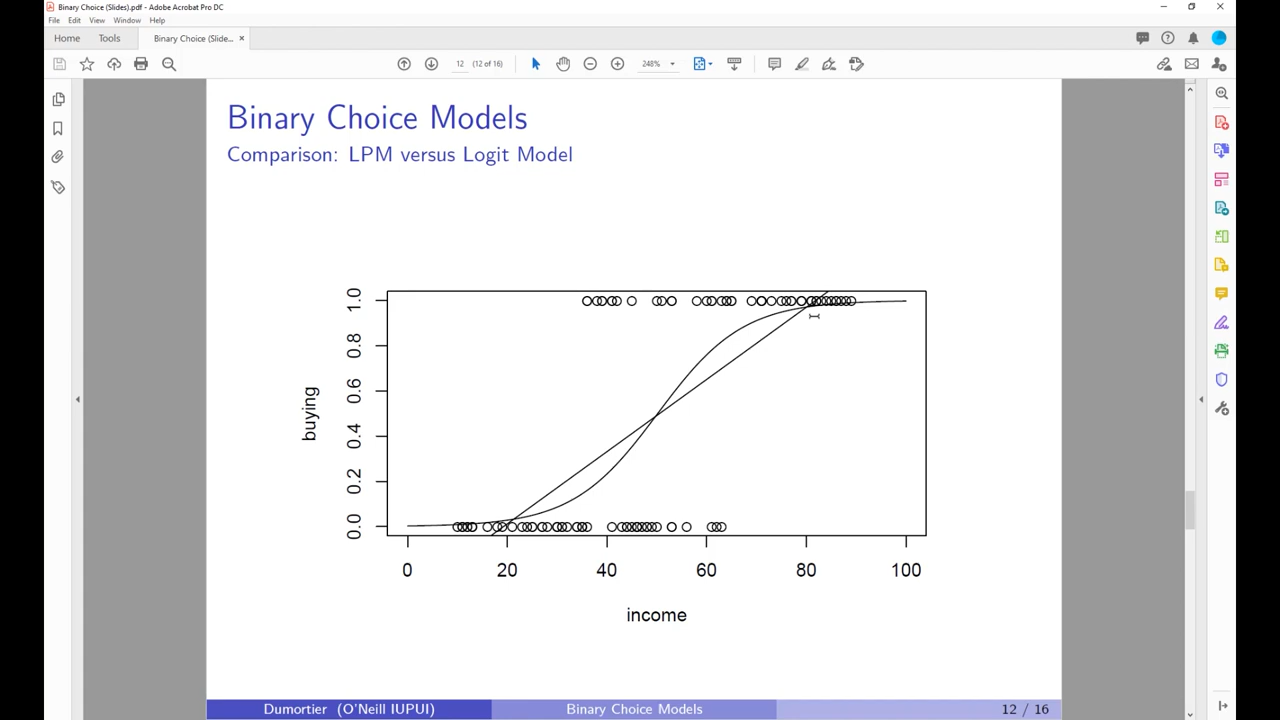 Binary Choice (Slides).pdf - Adobe Acrobat Pro DC
File Edit View Window Help
Home Tools Binary Choice (Slide... ×
12 (12 of 16) 248%
Binary Choice Models
Comparison: LPM versus Logit Model
1.0
0.8
0.6
0.4
0.2
0.0
buying
0 20 40 60 80 100
income
Dumortier (O'Neill IUPUI) Binary Choice Models 12 / 16